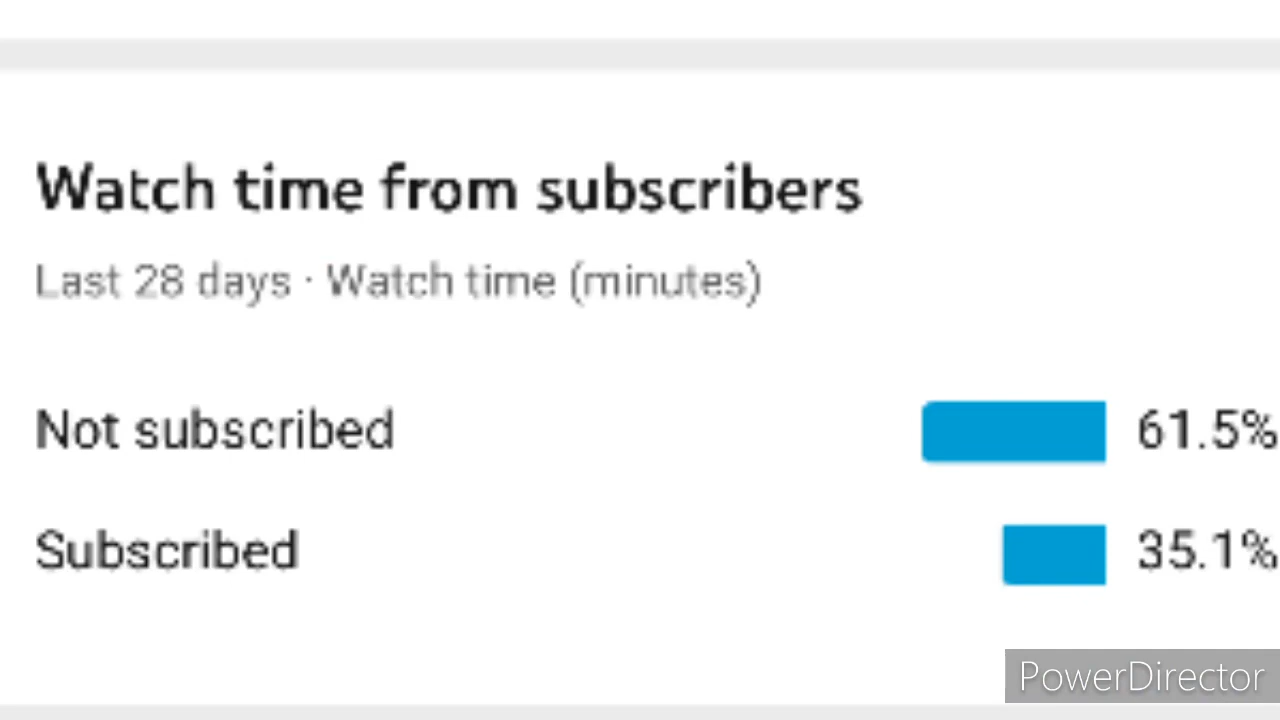 Watch time from subscribers
Last 28 days · Watch time (minutes)
Not subscribed 61.5%
Subscribed 35.1%
PowerDirector